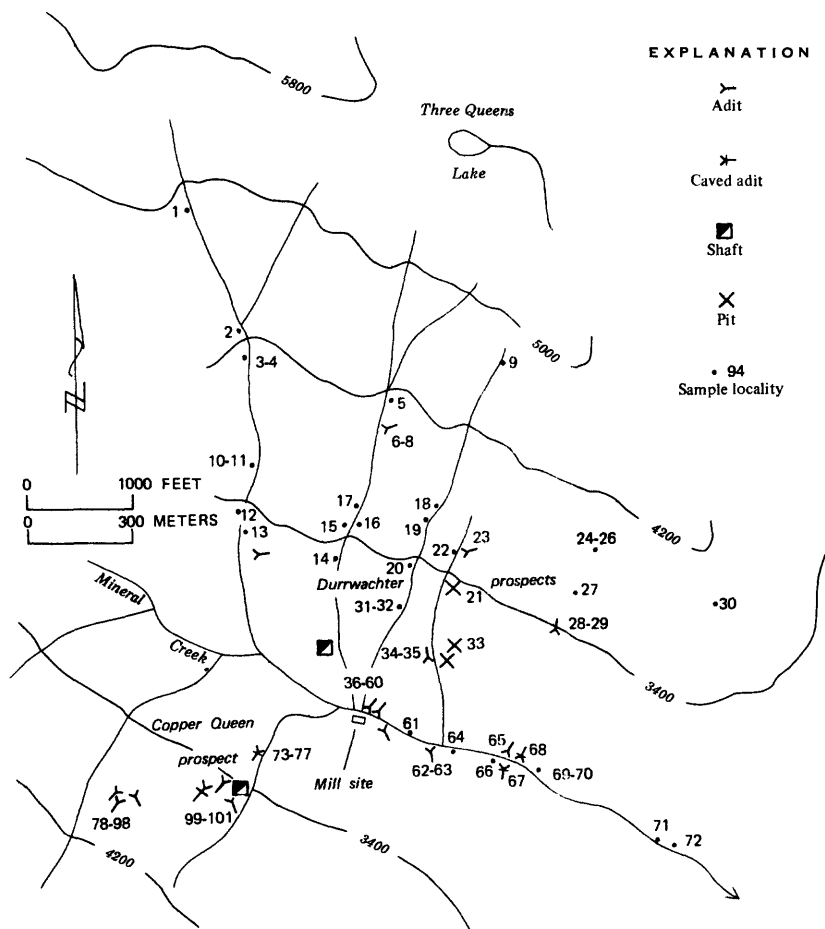 5800
Three Queens
Lake
EXPLANATION
Adit
Caved adit
Shaft
Pit
94
Sample locality
1
2
3-4
5000
9
5
6-8
N
10-11
0 1000 FEET
0 300 METERS
12
13
17
15
16
18
19
14
20
22
23
24-26
4200
Durrwachter
prospects
21
27
30
31-32
28-29
Mineral
Creek
34-35
33
3400
36-60
Copper Queen
prospect
73-77
Mill site
61
62-63
64
65
66
67
68
69-70
71
72
78-98
99-101
4200
3400